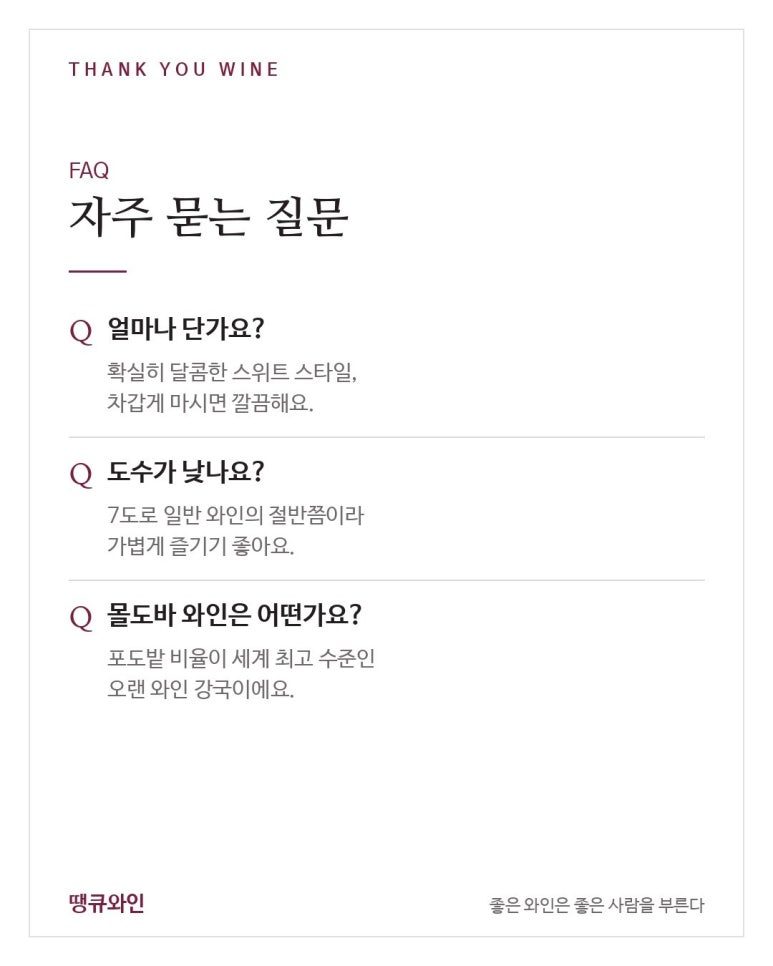 THANK YOU WINE
FAQ
자주 묻는 질문
Q 얼마나 단가요?
확실히 달콤한 스위트 스타일,
차갑게 마시면 깔끔해요.
Q 도수가 낮나요?
7도로 일반 와인의 절반쯤이라
가볍게 즐기기 좋아요.
Q 몰도바 와인은 어떤가요?
포도밭 비율이 세계 최고 수준인
오랜 와인 강국이에요.
땡큐와인
좋은 와인은 좋은 사람을 부른다